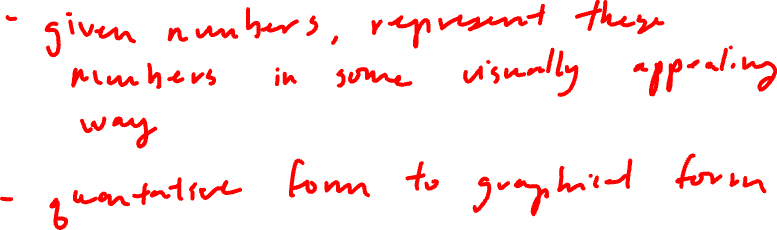 - given numbers, represent these
numbers in some visually appealing
way
- quantative form to graphical form